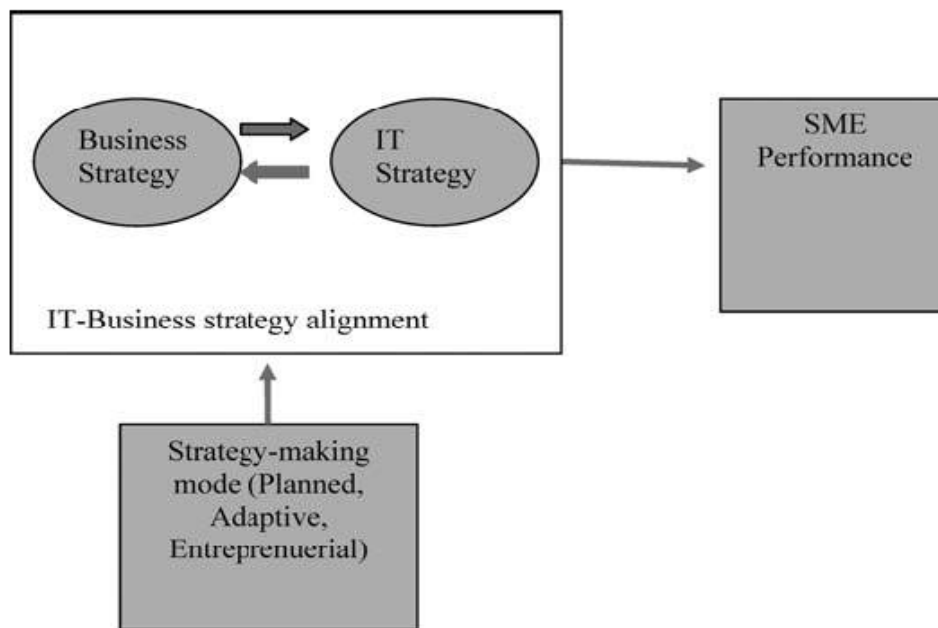 Business
Strategy
IT
Strategy
SME
Performance
IT-Business strategy alignment
Strategy-making
mode (Planned,
Adaptive,
Entreprenuerial)